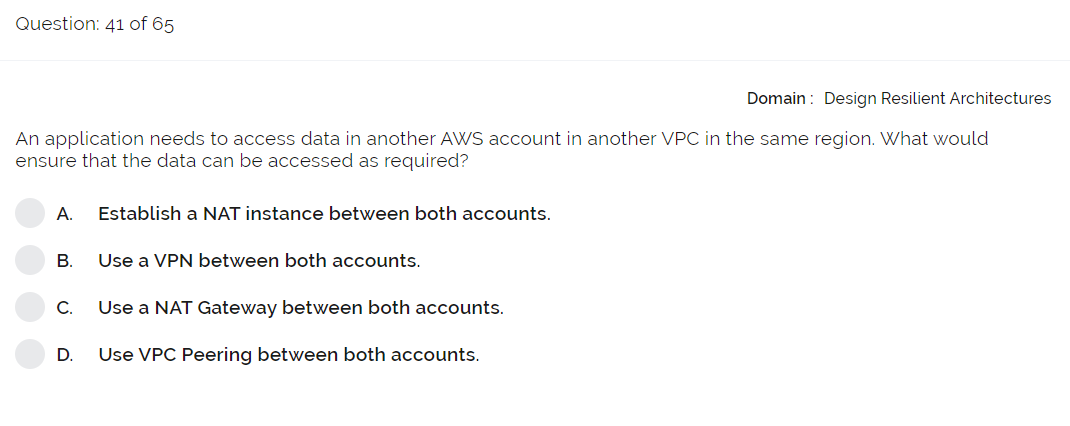 Question: 41 of 65
Domain : Design Resilient Architectures
An application needs to access data in another AWS account in another VPC in the same region. What would
ensure that the data can be accessed as required?
A. Establish a NAT instance between both accounts.
B. Use a VPN between both accounts.
C. Use a NAT Gateway between both accounts.
D. Use VPC Peering between both accounts.